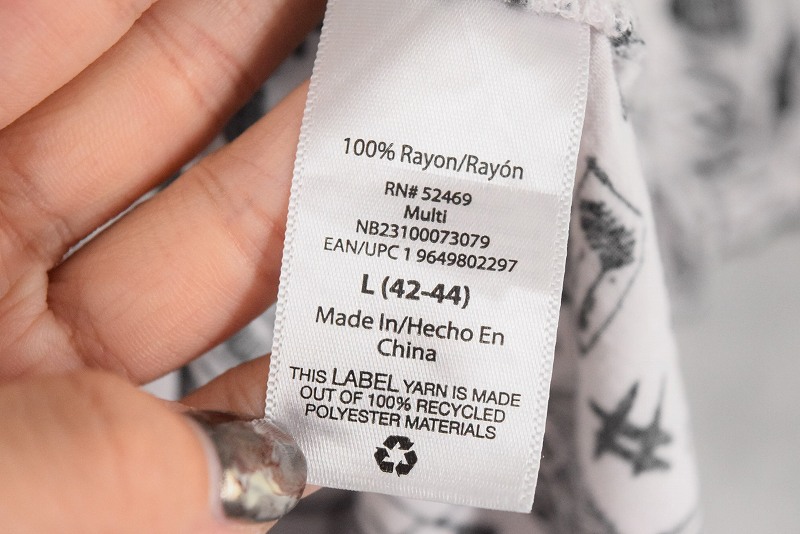 100% Rayon/Rayón
RN# 52469
Multi
NB23100073079
EAN/UPC 1 9649802297
L (42-44)
Made In/Hecho En
China
THIS LABEL YARN IS MADE
OUT OF 100% RECYCLED
POLYESTER MATERIALS